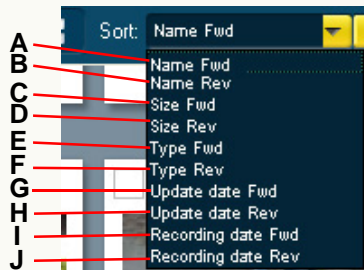 Sort: Name Fwd
A Name Fwd
B Name Rev
C Size Fwd
D Size Rev
E Type Fwd
F Type Rev
G Update date Fwd
H Update date Rev
I Recording date Fwd
J Recording date Rev